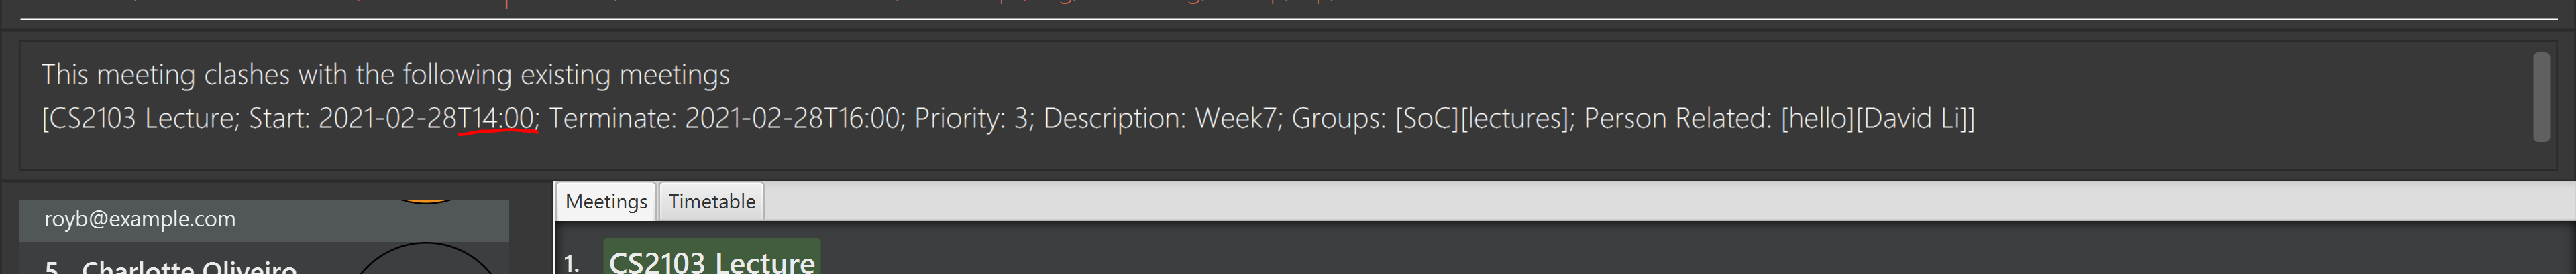 This meeting clashes with the following existing meetings
[CS2103 Lecture; Start: 2021-02-28T14:00; Terminate: 2021-02-28T16:00; Priority: 3; Description: Week7; Groups: [SoC][lectures]; Person Related: [hello][David Li]]
Meetings Timetable
royb@example.com
1. CS2103 Lecture
5. Charlotte Oliveiro